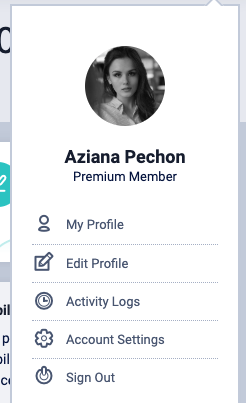 Aziana Pechon
Premium Member
My Profile
Edit Profile
Activity Logs
Account Settings
Sign Out